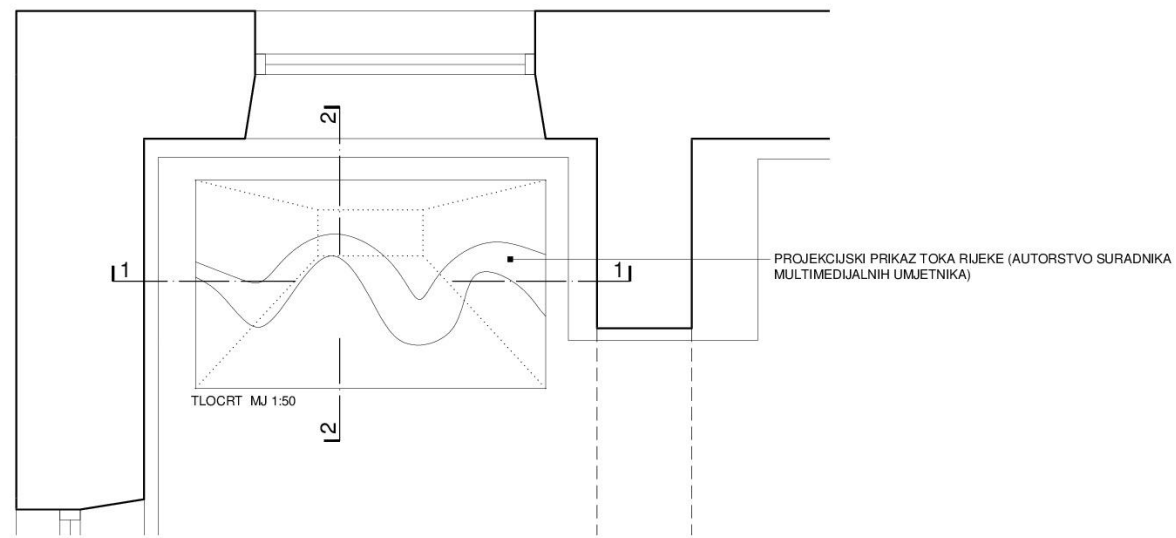 2
1
1
PROJEKCIJSKI PRIKAZ TOKA RIJEKE (AUTORSTVO SURADNIKA
MULTIMEDIJALNIH UMJETNIKA)
TLOCRT MJ 1:50
2